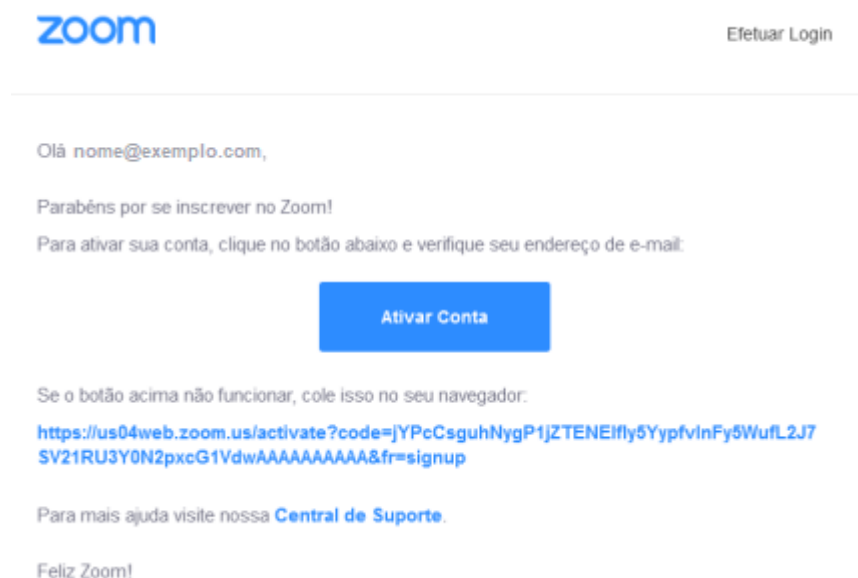 zoom
Efetuar Login
Olá nome@exemplo.com,
Parabéns por se inscrever no Zoom!
Para ativar sua conta, clique no botão abaixo e verifique seu endereço de e-mail:
Ativar Conta
Se o botão acima não funcionar, cole isso no seu navegador:
https://us04web.zoom.us/activate?code=jYPcCsguhNygP1jZTENEIfly5YypfvInFy5WufL2J7
SV21RU3Y0N2pxcG1VdwAAAAAAAAAA&fr=signup
Para mais ajuda visite nossa Central de Suporte.
Feliz Zoom!